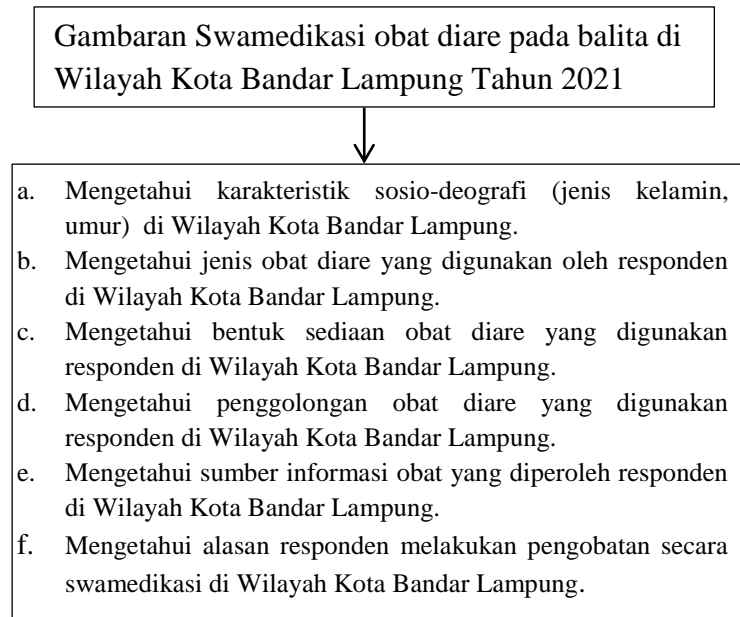 Gambaran Swamedikasi obat diare pada balita di
Wilayah Kota Bandar Lampung Tahun 2021
a. Mengetahui karakteristik sosio-deografi (jenis kelamin,
umur) di Wilayah Kota Bandar Lampung.
b. Mengetahui jenis obat diare yang digunakan oleh responden
di Wilayah Kota Bandar Lampung.
c. Mengetahui bentuk sediaan obat diare yang digunakan
responden di Wilayah Kota Bandar Lampung.
d. Mengetahui penggolongan obat diare yang digunakan
responden di Wilayah Kota Bandar Lampung.
e. Mengetahui sumber informasi obat yang diperoleh responden
di Wilayah Kota Bandar Lampung.
f. Mengetahui alasan responden melakukan pengobatan secara
swamedikasi di Wilayah Kota Bandar Lampung.